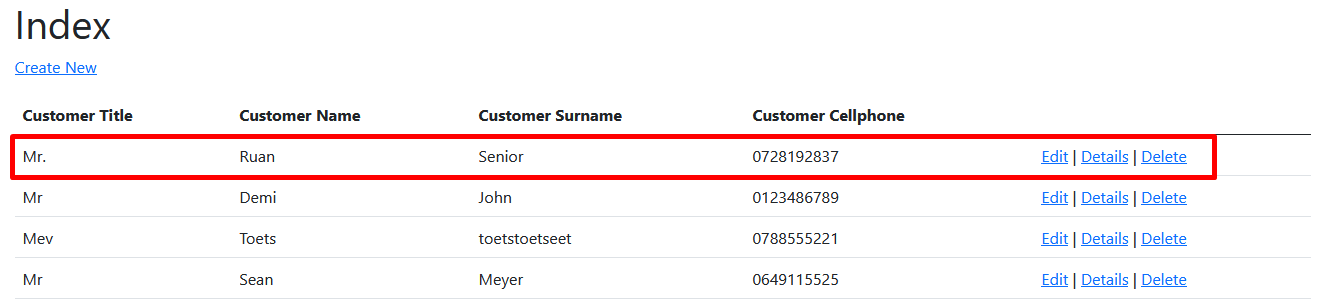 Index
Create New
Customer Title Customer Name Customer Surname Customer Cellphone
Mr. Ruan Senior 0728192837 Edit | Details | Delete
Mr Demi John 0123486789 Edit | Details | Delete
Mev Toets toetstoetseet 0788555221 Edit | Details | Delete
Mr Sean Meyer 0649115525 Edit | Details | Delete